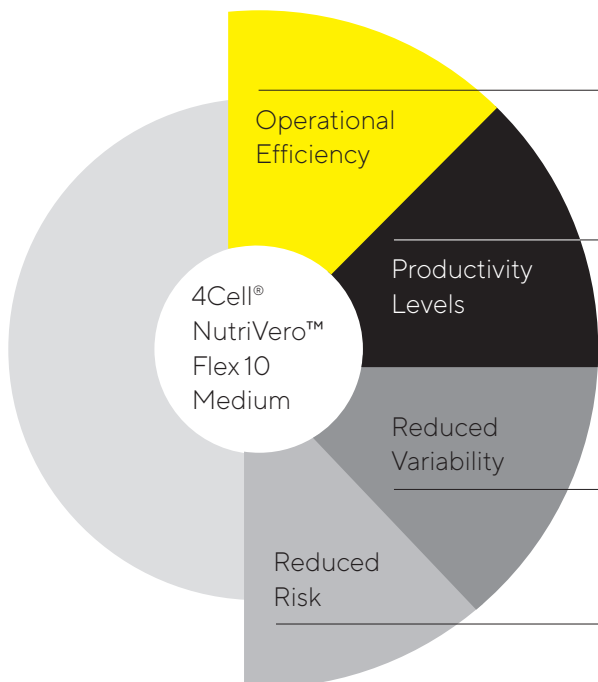 Operational
Efficiency
Productivity
Levels
4Cell®
NutriVero™
Flex 10
Medium
Reduced
Variability
Reduced
Risk